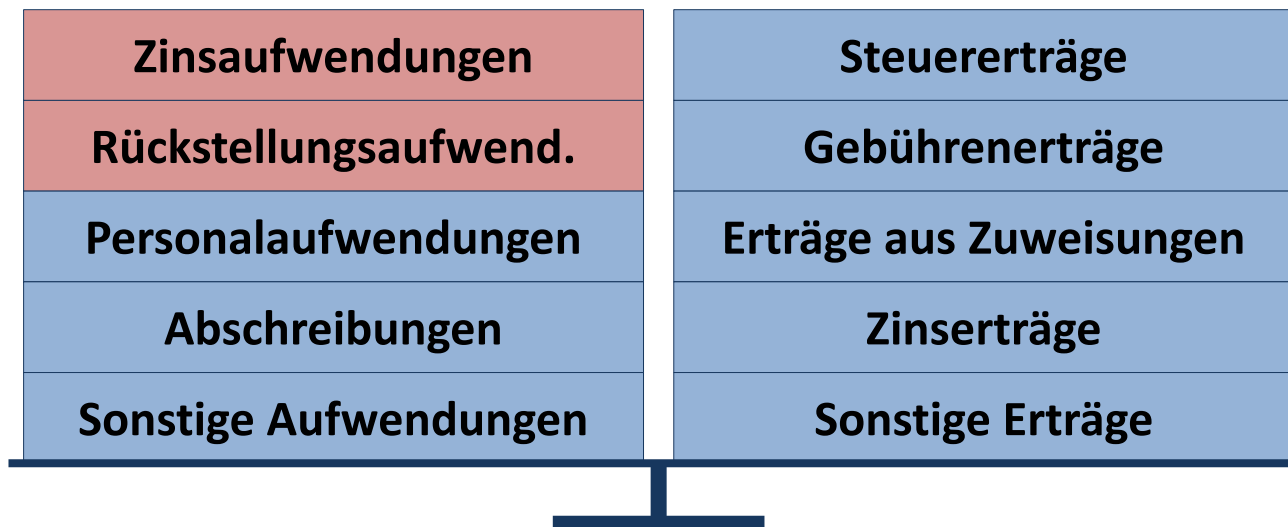 Zinsaufwendungen
Rückstellungsaufwend.
Personalaufwendungen
Abschreibungen
Sonstige Aufwendungen
Steuererträge
Gebührenerträge
Erträge aus Zuweisungen
Zinserträge
Sonstige Erträge